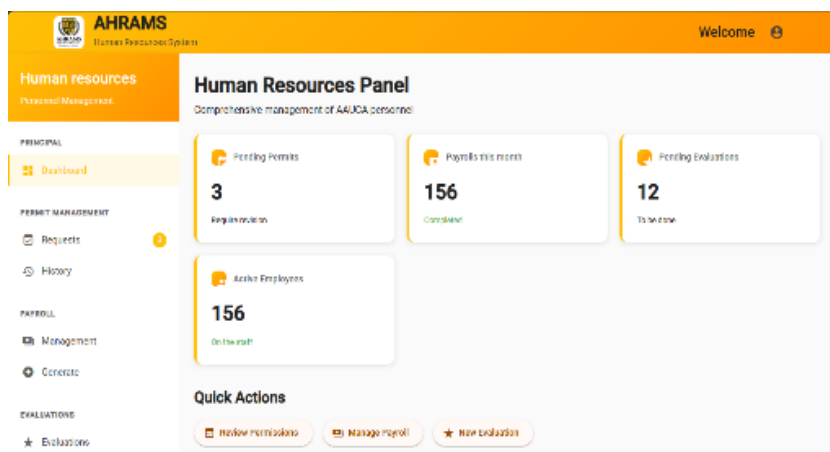 AHRAMS
Human Resources System
Welcome
Human resources
Personnel Management
PRINCIPAL
Dashboard
PERMIT MANAGEMENT
Requests
3
History
PAYROLL
Management
Generate
EVALUATIONS
Evaluations
Human Resources Panel
Comprehensive management of AAUCA personnel
Pending Permits
3
Require revision
Payrolls this month
156
Completed
Pending Evaluations
12
To be done
Active Employees
156
On the staff
Quick Actions
Review Permissions
Manage Payroll
New Evaluation